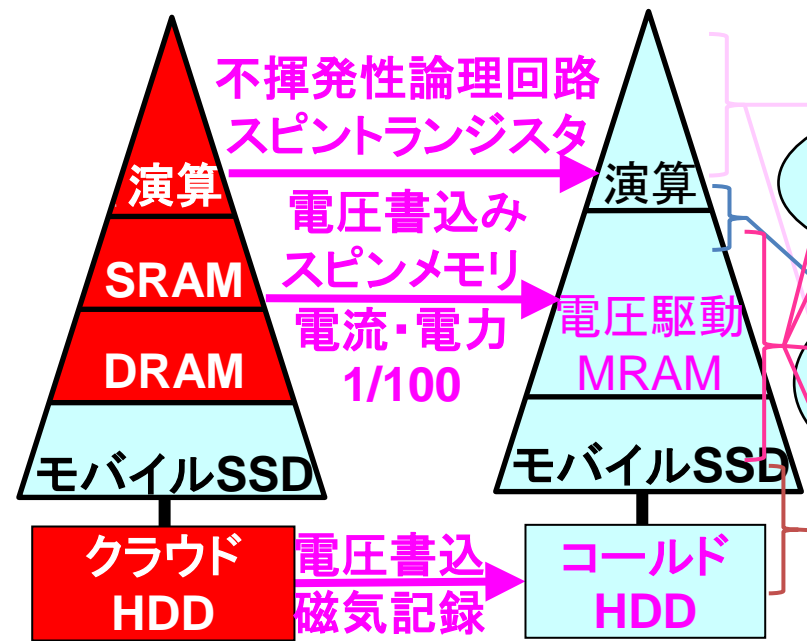 不揮発性論理回路
スピントランジスタ
演算
演算
電圧書込み
スピンメモリ
SRAM
電流・電力
1/100
DRAM
電圧駆動
MRAM
モバイルSSD
モバイルSSD
クラウド
HDD
電圧書込
磁気記録
コールド
HDD